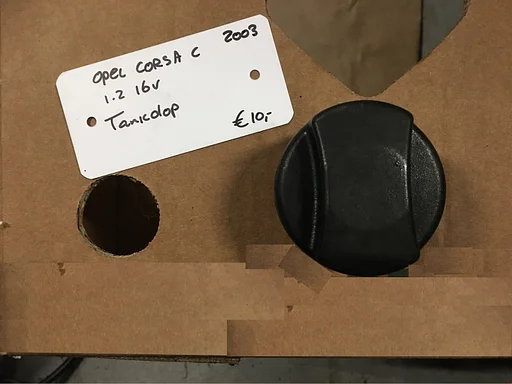 Opel CORSA C 2003
1.2 16v
Tankdop
€10,-